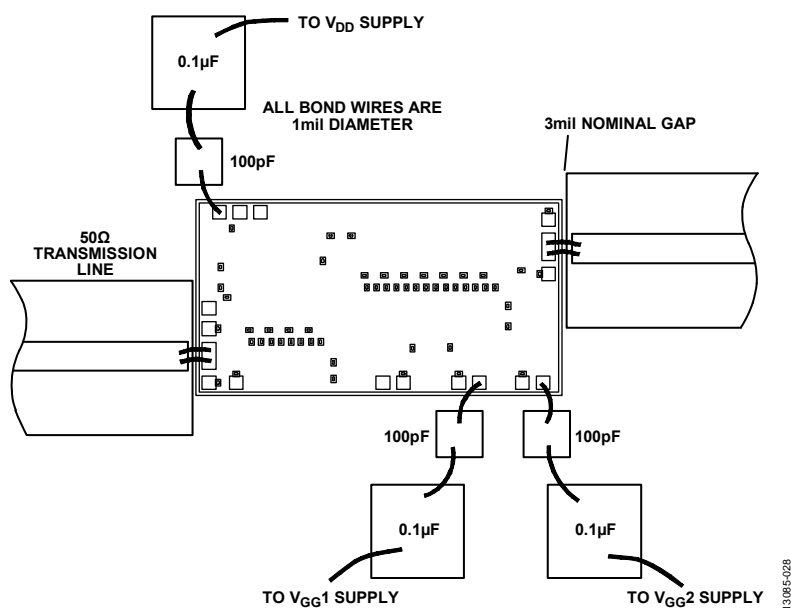 TO VDD SUPPLY
0.1µF
ALL BOND WIRES ARE
1mil DIAMETER
3mil NOMINAL GAP
100pF
50Ω
TRANSMISSION
LINE
100pF
100pF
0.1µF
0.1µF
TO VGG1 SUPPLY
TO VGG2 SUPPLY
13085-028